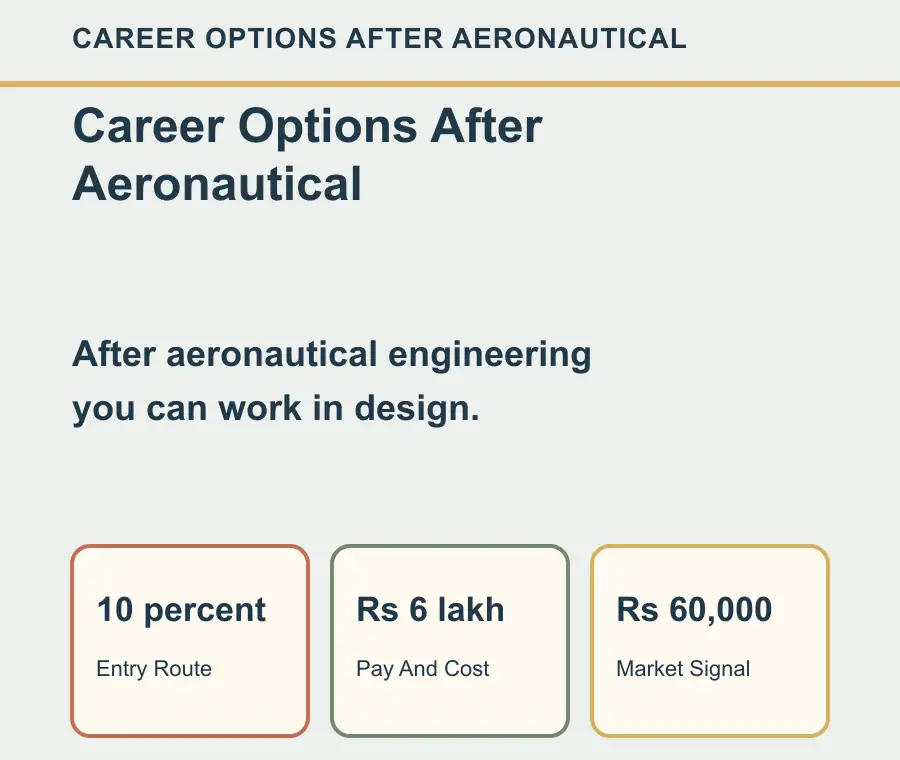 CAREER OPTIONS AFTER AERONAUTICAL
Career Options After
Aeronautical
After aeronautical engineering
you can work in design.
10 percent
Entry Route
Rs 6 lakh
Pay And Cost
Rs 60,000
Market Signal